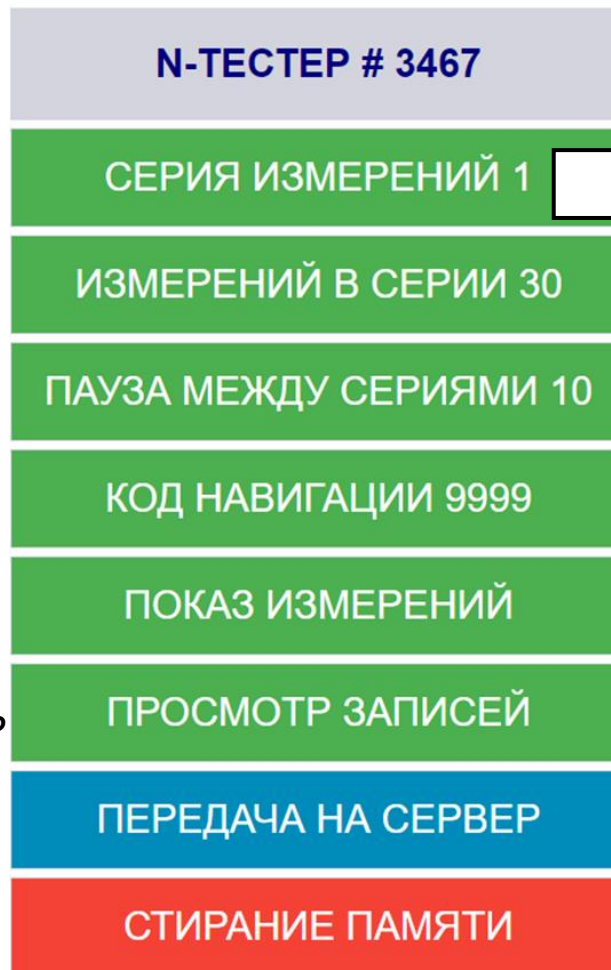 N-ТЕСТЕР # 3467
СЕРИЯ ИЗМЕРЕНИЙ 1
ИЗМЕРЕНИЙ В СЕРИИ 30
ПАУЗА МЕЖДУ СЕРИЯМИ 10
КОД НАВИГАЦИИ 9999
ПОКАЗ ИЗМЕРЕНИЙ
ПРОСМОТР ЗАПИСЕЙ
ПЕРЕДАЧА НА СЕРВЕР
СТИРАНИЕ ПАМЯТИ